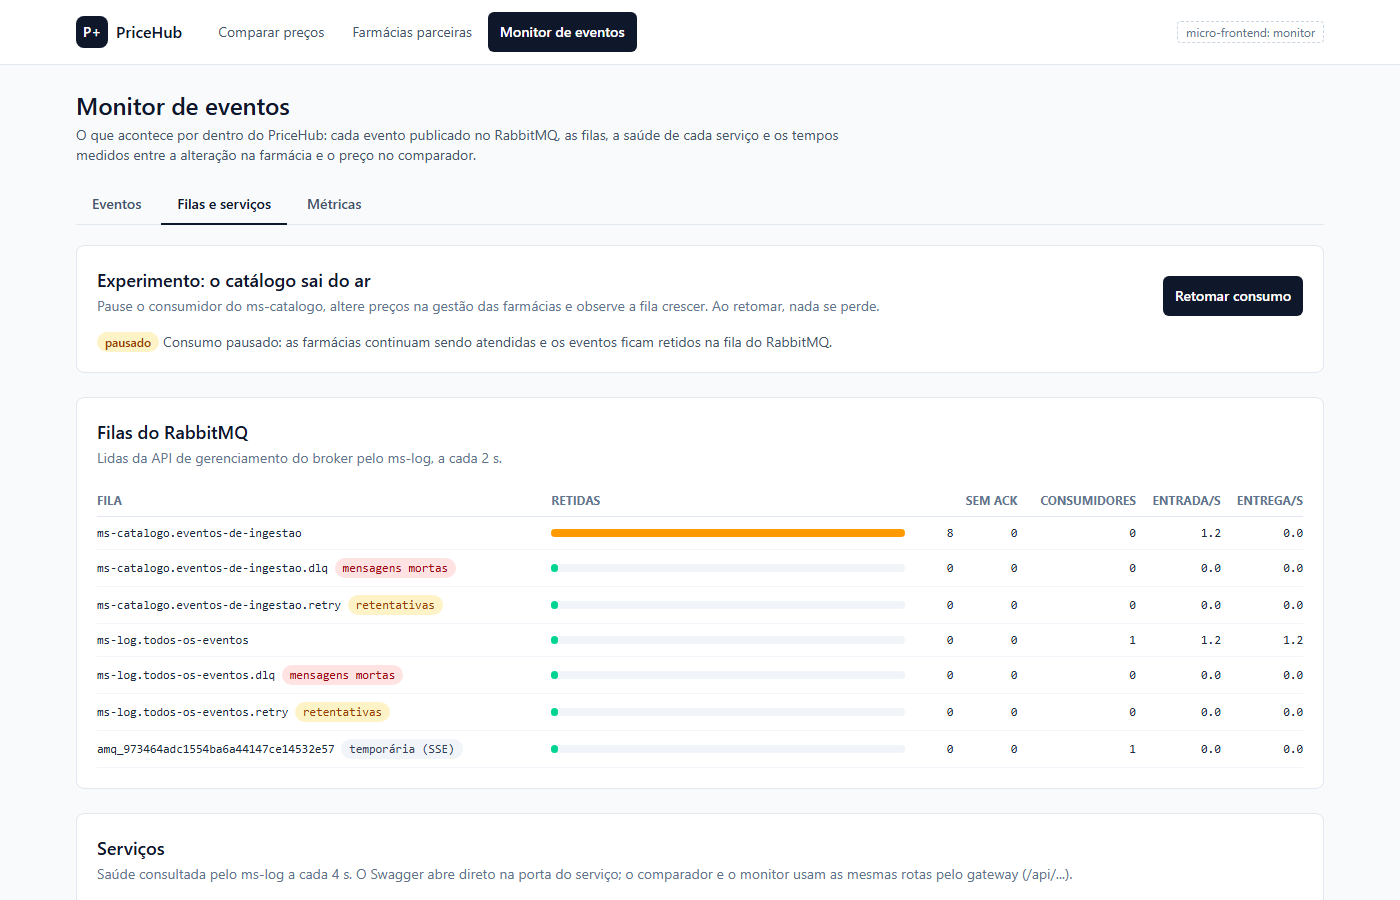 P+ PriceHub Comparar preços Farmácias parceiras Monitor de eventos micro-frontend: monitor
Monitor de eventos
O que acontece por dentro do PriceHub: cada evento publicado no RabbitMQ, as filas, a saúde de cada serviço e os tempos
medidos entre a alteração na farmácia e o preço no comparador.
Eventos Filas e serviços Métricas
Experimento: o catálogo sai do ar
Pause o consumidor do ms-catalogo, altere preços na gestão das farmácias e observe a fila crescer. Ao retomar, nada se perde.
Retomar consumo
pausado Consumo pausado: as farmácias continuam sendo atendidas e os eventos ficam retidos na fila do RabbitMQ.
Filas do RabbitMQ
Lidas da API de gerenciamento do broker pelo ms-log, a cada 2 s.
FILA RETIDAS SEM ACK CONSUMIDORES ENTRADA/S ENTREGA/S
ms-catalogo.eventos-de-ingestao 8 0 0 1.2 0.0
ms-catalogo.eventos-de-ingestao.dlq mensagens mortas 0 0 0 0.0 0.0
ms-catalogo.eventos-de-ingestao.retry retentativas 0 0 0 0.0 0.0
ms-log.todos-os-eventos 0 0 1 1.2 1.2
ms-log.todos-os-eventos.dlq mensagens mortas 0 0 0 0.0 0.0
ms-log.todos-os-eventos.retry retentativas 0 0 0 0.0 0.0
amq_973464adc1554ba6a44147ce14532e57 temporária (SSE) 0 0 1 0.0 0.0
Serviços
Saúde consultada pelo ms-log a cada 4 s. O Swagger abre direto na porta do serviço; o comparador e o monitor usam as mesmas rotas pelo gateway (/api/...).